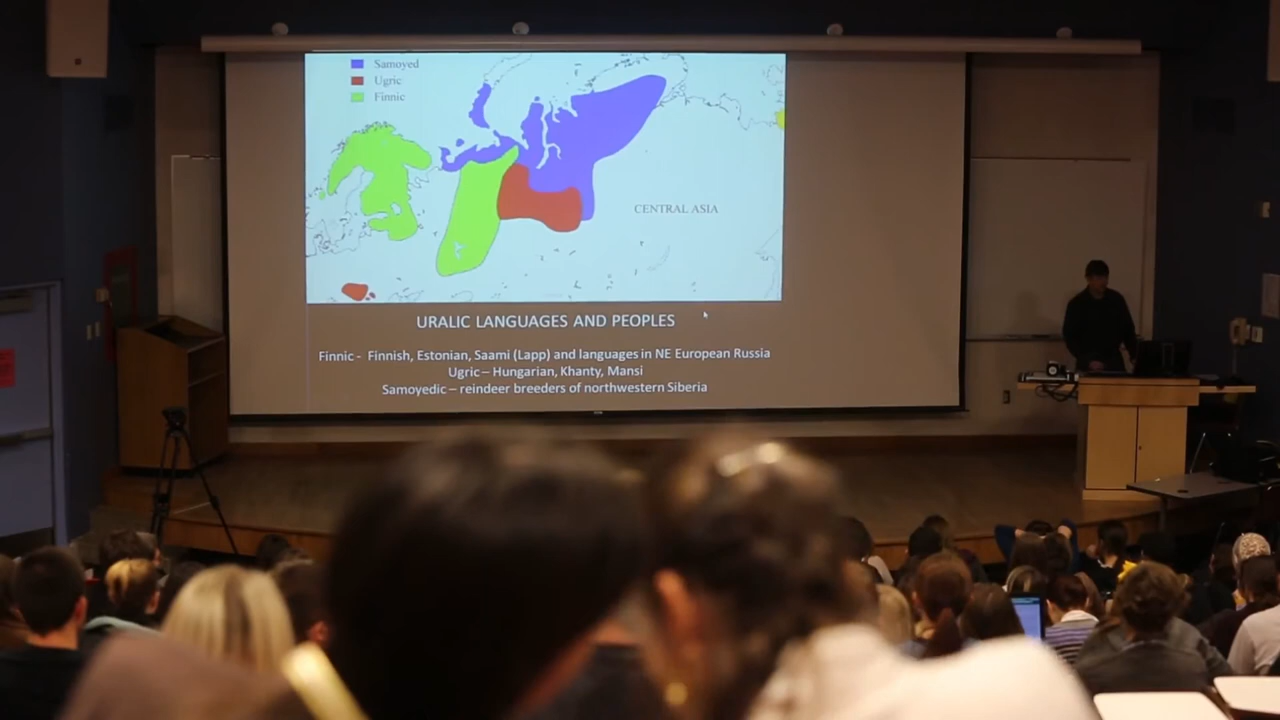 Samoyed
Ugric
Finnic
CENTRAL ASIA
URALIC LANGUAGES AND PEOPLES
Finnic - Finnish, Estonian, Saami (Lapp) and languages in NE European Russia
Ugric – Hungarian, Khanty, Mansi
Samoyedic – reindeer breeders of northwestern Siberia